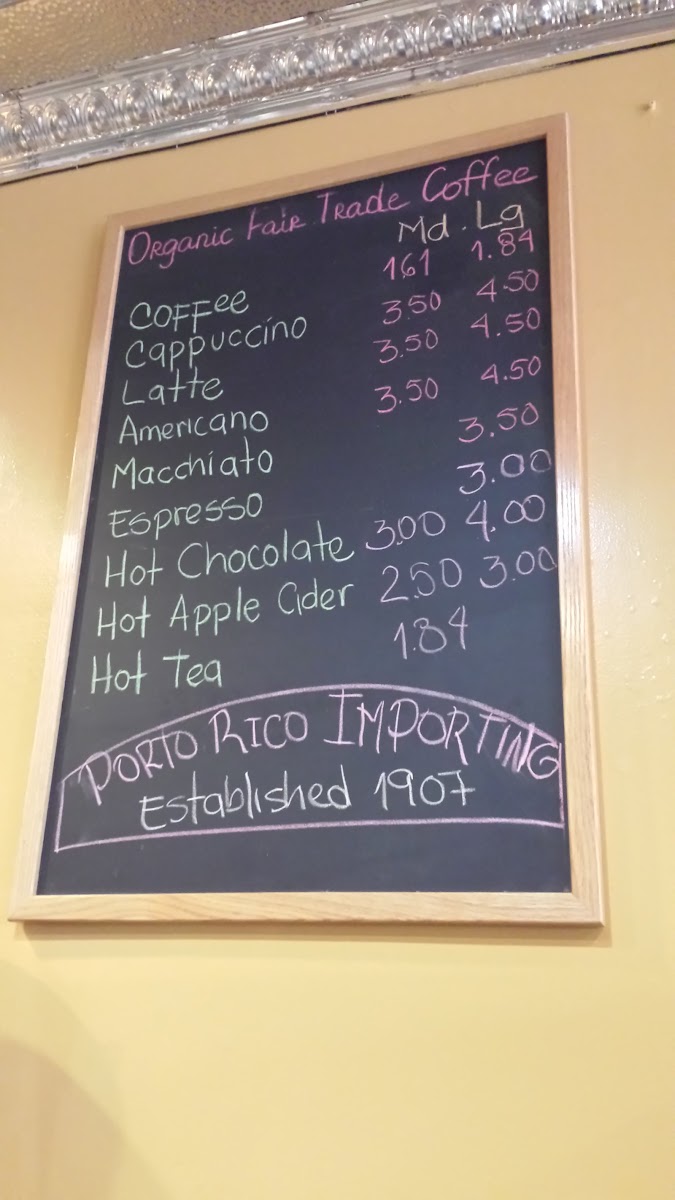 Organic Fair Trade Coffee
Md. Lg
Coffee 161 1.84
Cappuccino 3.50 4.50
Latte 3.50 4.50
Americano 3.50 4.50
Macchiato 3.50
Espresso 3.00
Hot Chocolate 3.00 4.00
Hot Apple Cider 2.50 3.00
Hot Tea 1.84
PORTO RICO IMPORTING
Established 1907